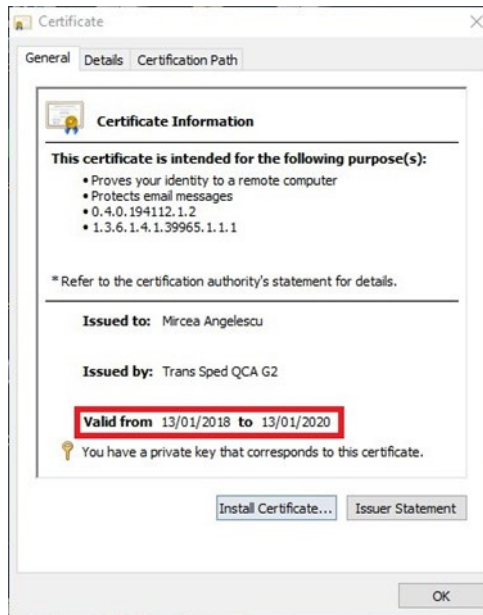 Certificate
General Details Certification Path
Certificate Information
This certificate is intended for the following purpose(s):
• Proves your identity to a remote computer
• Protects email messages
• 0.4.0.194112.1.2
• 1.3.6.1.4.1.39965.1.1.1
* Refer to the certification authority's statement for details.
Issued to: Mircea Angelescu
Issued by: Trans Sped QCA G2
Valid from 13/01/2018 to 13/01/2020
You have a private key that corresponds to this certificate.
Install Certificate... Issuer Statement
OK